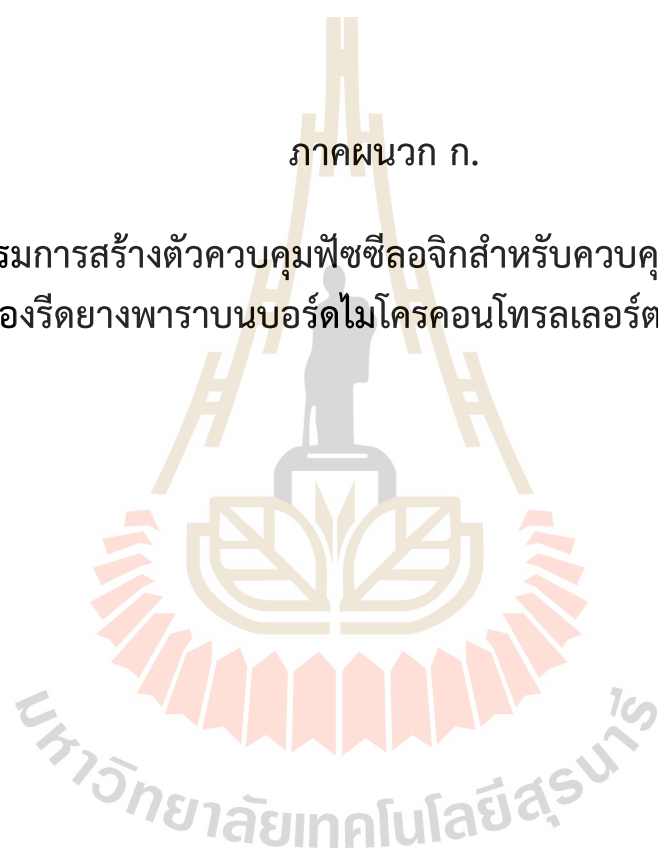 ภาคผนวก ก.
รมการสร้างตัวควบคุมฟัซซีลอจิกสำหรับควบคุ
องรีดยางพาราบนบอร์ดไมโครคอนโทรลเลอร์ต
มหาวิทยาลัยเทคโนโลยีสุรนารี